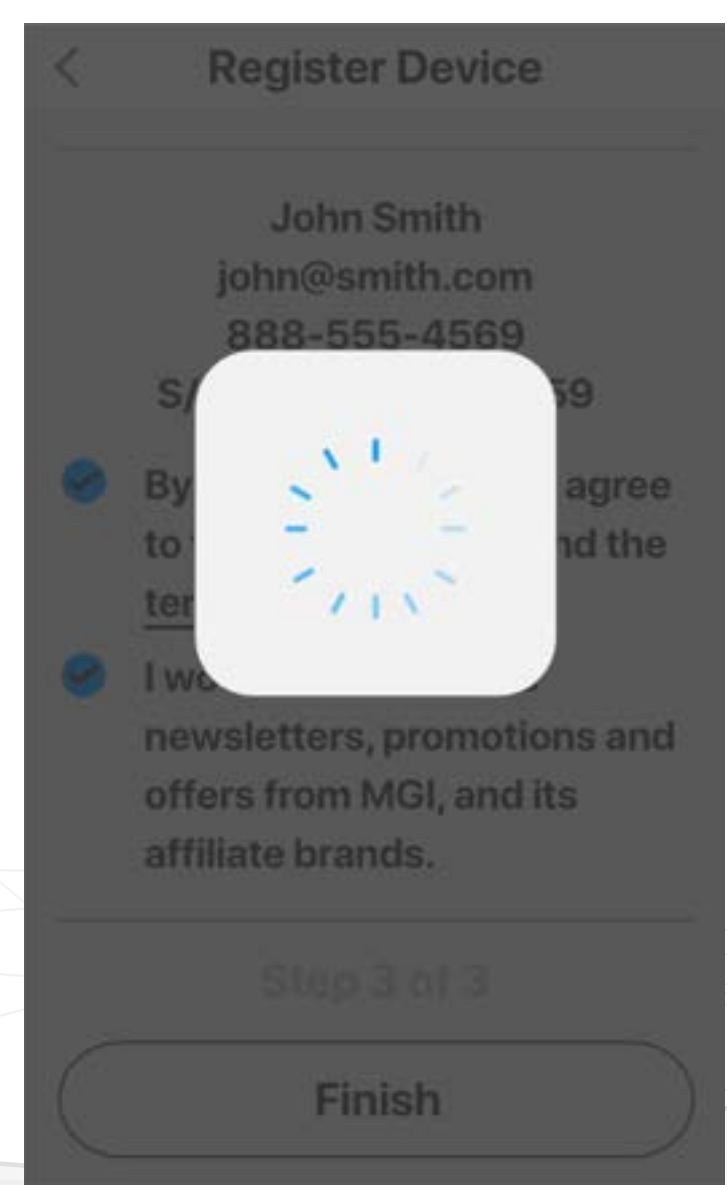 Register Device
John Smith
john@smith.com
888-555-4569
S/ 59
By agree
to nd the
ter
I wo
newsletters, promotions and
offers from MGI, and its
affiliate brands.
Step 3 of 3
Finish